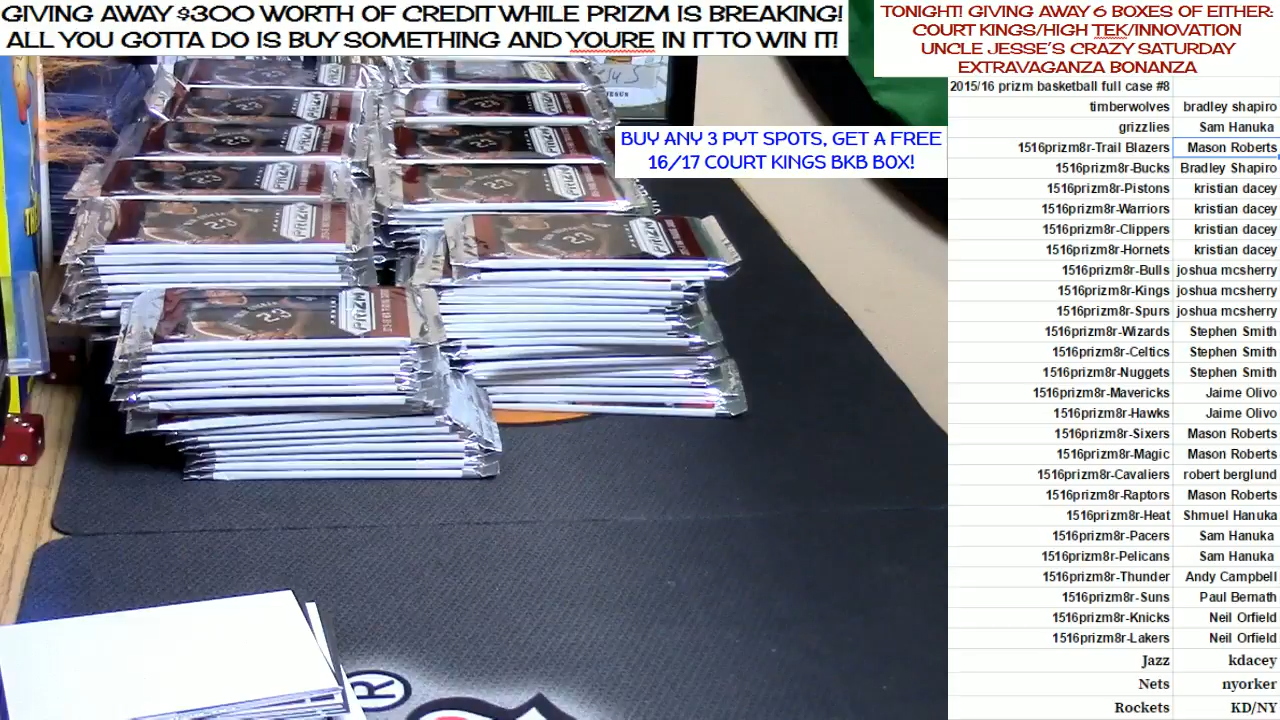 GIVING AWAY $300 WORTH OF CREDIT WHILE PRIZM IS BREAKING!
ALL YOU GOTTA DO IS BUY SOMETHING AND YOURE IN IT TO WIN IT!
TONIGHT! GIVING AWAY 6 BOXES OF EITHER:
COURT KINGS/HIGH TEK/INNOVATION
UNCLE JESSE'S CRAZY SATURDAY
EXTRAVAGANZA BONANZA
BUY ANY 3 PYT SPOTS, GET A FREE
16/17 COURT KINGS BKB BOX!
2015/16 prizm basketball full case #8
timberwolves bradley shapiro
grizzlies Sam Hanuka
1516prizm8r-Trail Blazers Mason Roberts
1516prizm8r-Bucks Bradley Shapiro
1516prizm8r-Pistons kristian dacey
1516prizm8r-Warriors kristian dacey
1516prizm8r-Clippers kristian dacey
1516prizm8r-Hornets kristian dacey
1516prizm8r-Bulls joshua mcsherry
1516prizm8r-Kings joshua mcsherry
1516prizm8r-Spurs joshua mcsherry
1516prizm8r-Wizards Stephen Smith
1516prizm8r-Celtics Stephen Smith
1516prizm8r-Nuggets Stephen Smith
1516prizm8r-Mavericks Jaime Olivo
1516prizm8r-Hawks Jaime Olivo
1516prizm8r-Sixers Mason Roberts
1516prizm8r-Magic Mason Roberts
1516prizm8r-Cavaliers robert berglund
1516prizm8r-Raptors Mason Roberts
1516prizm8r-Heat Shmuel Hanuka
1516prizm8r-Pacers Sam Hanuka
1516prizm8r-Pelicans Sam Hanuka
1516prizm8r-Thunder Andy Campbell
1516prizm8r-Suns Paul Bernath
1516prizm8r-Knicks Neil Orfield
1516prizm8r-Lakers Neil Orfield
Jazz kdacey
Nets nyorker
Rockets KD/NY
PRIZM
23
PRIZM
23
PRIZM
23
R